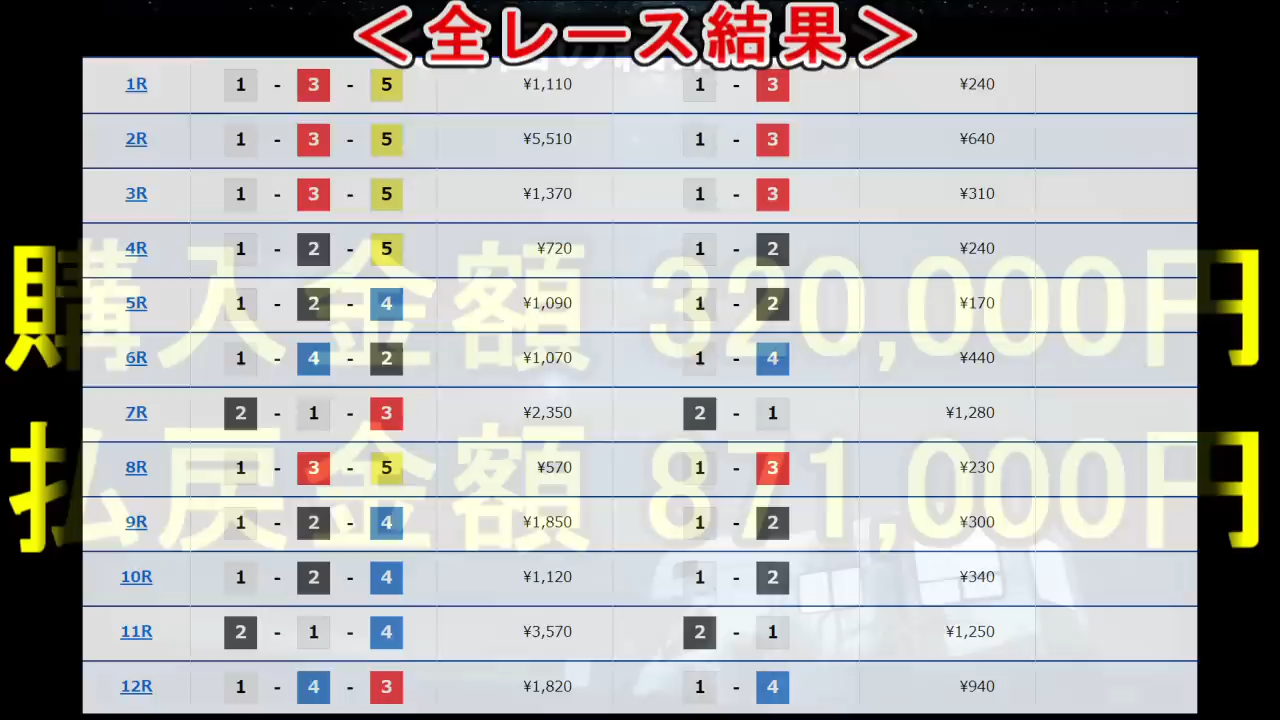 ＜全レース結果＞
1R 1 - 3 - 5 ¥1,110 1 - 3 ¥240
2R 1 - 3 - 5 ¥5,510 1 - 3 ¥640
3R 1 - 3 - 5 ¥1,370 1 - 3 ¥310
4R 1 - 2 - 5 ¥720 1 - 2 ¥240
購入金額 320,000円
5R 1 - 2 - 4 ¥1,090 1 - 2 ¥170
6R 1 - 4 - 2 ¥1,070 1 - 4 ¥440
7R 2 - 1 - 3 ¥2,350 2 - 1 ¥1,280
8R 1 - 3 - 5 ¥570 1 - 3 ¥230
払戻金額 871,000円
9R 1 - 2 - 4 ¥1,850 1 - 2 ¥300
10R 1 - 2 - 4 ¥1,120 1 - 2 ¥340
11R 2 - 1 - 4 ¥3,570 2 - 1 ¥1,250
12R 1 - 4 - 3 ¥1,820 1 - 4 ¥940